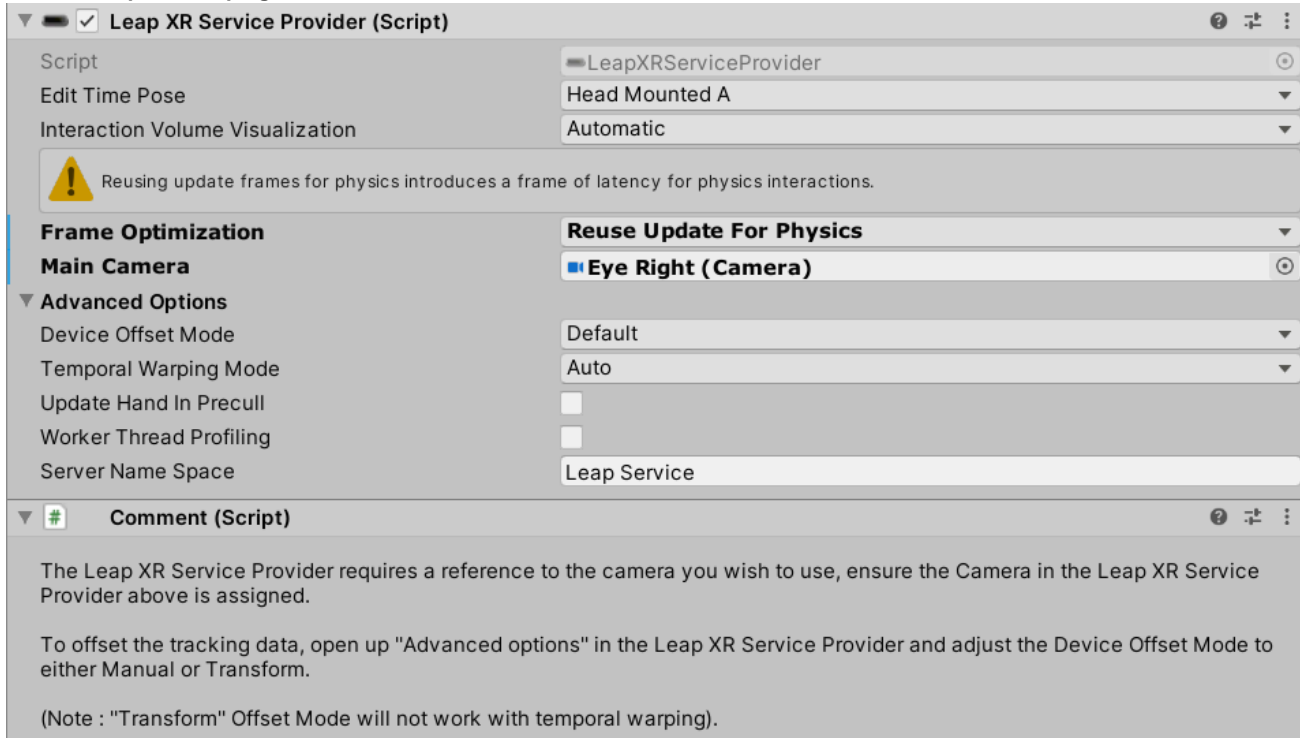 Leap XR Service Provider (Script)
Script LeapXRServiceProvider
Edit Time Pose Head Mounted A
Interaction Volume Visualization Automatic
Reusing update frames for physics introduces a frame of latency for physics interactions.
Frame Optimization Reuse Update For Physics
Main Camera Eye Right (Camera)
Advanced Options
Device Offset Mode Default
Temporal Warping Mode Auto
Update Hand In Precull
Worker Thread Profiling
Server Name Space Leap Service
# Comment (Script)
The Leap XR Service Provider requires a reference to the camera you wish to use, ensure the Camera in the Leap XR Service
Provider above is assigned.
To offset the tracking data, open up "Advanced options" in the Leap XR Service Provider and adjust the Device Offset Mode to
either Manual or Transform.
(Note : "Transform" Offset Mode will not work with temporal warping).